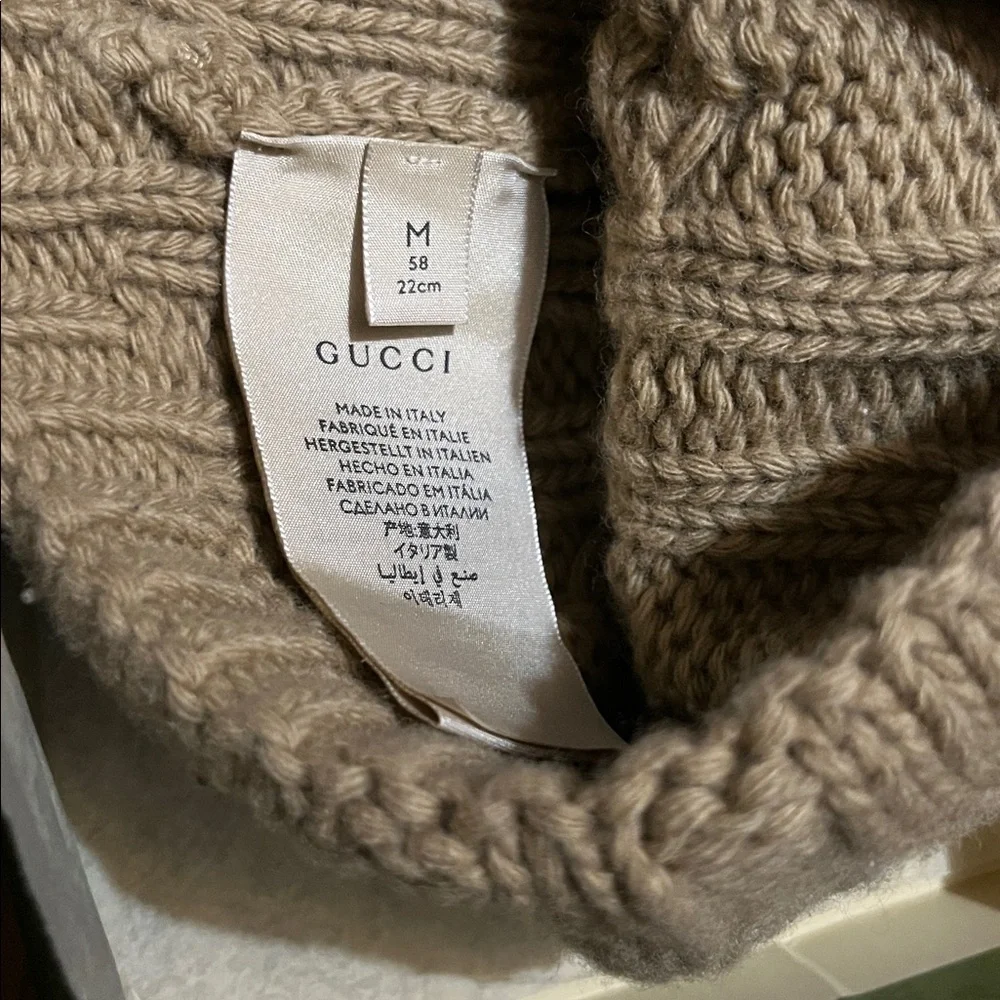 M
58
22cm
GUCCI
MADE IN ITALY
FABRIQUÉ EN ITALIE
HERGESTELLT IN ITALIEN
HECHO EN ITALIA
FABRICADO EM ITÁLIA
СДЕЛАНО В ИТАЛИИ
产地:意大利
イタリア製
صنع في إيطاليا
이태리제